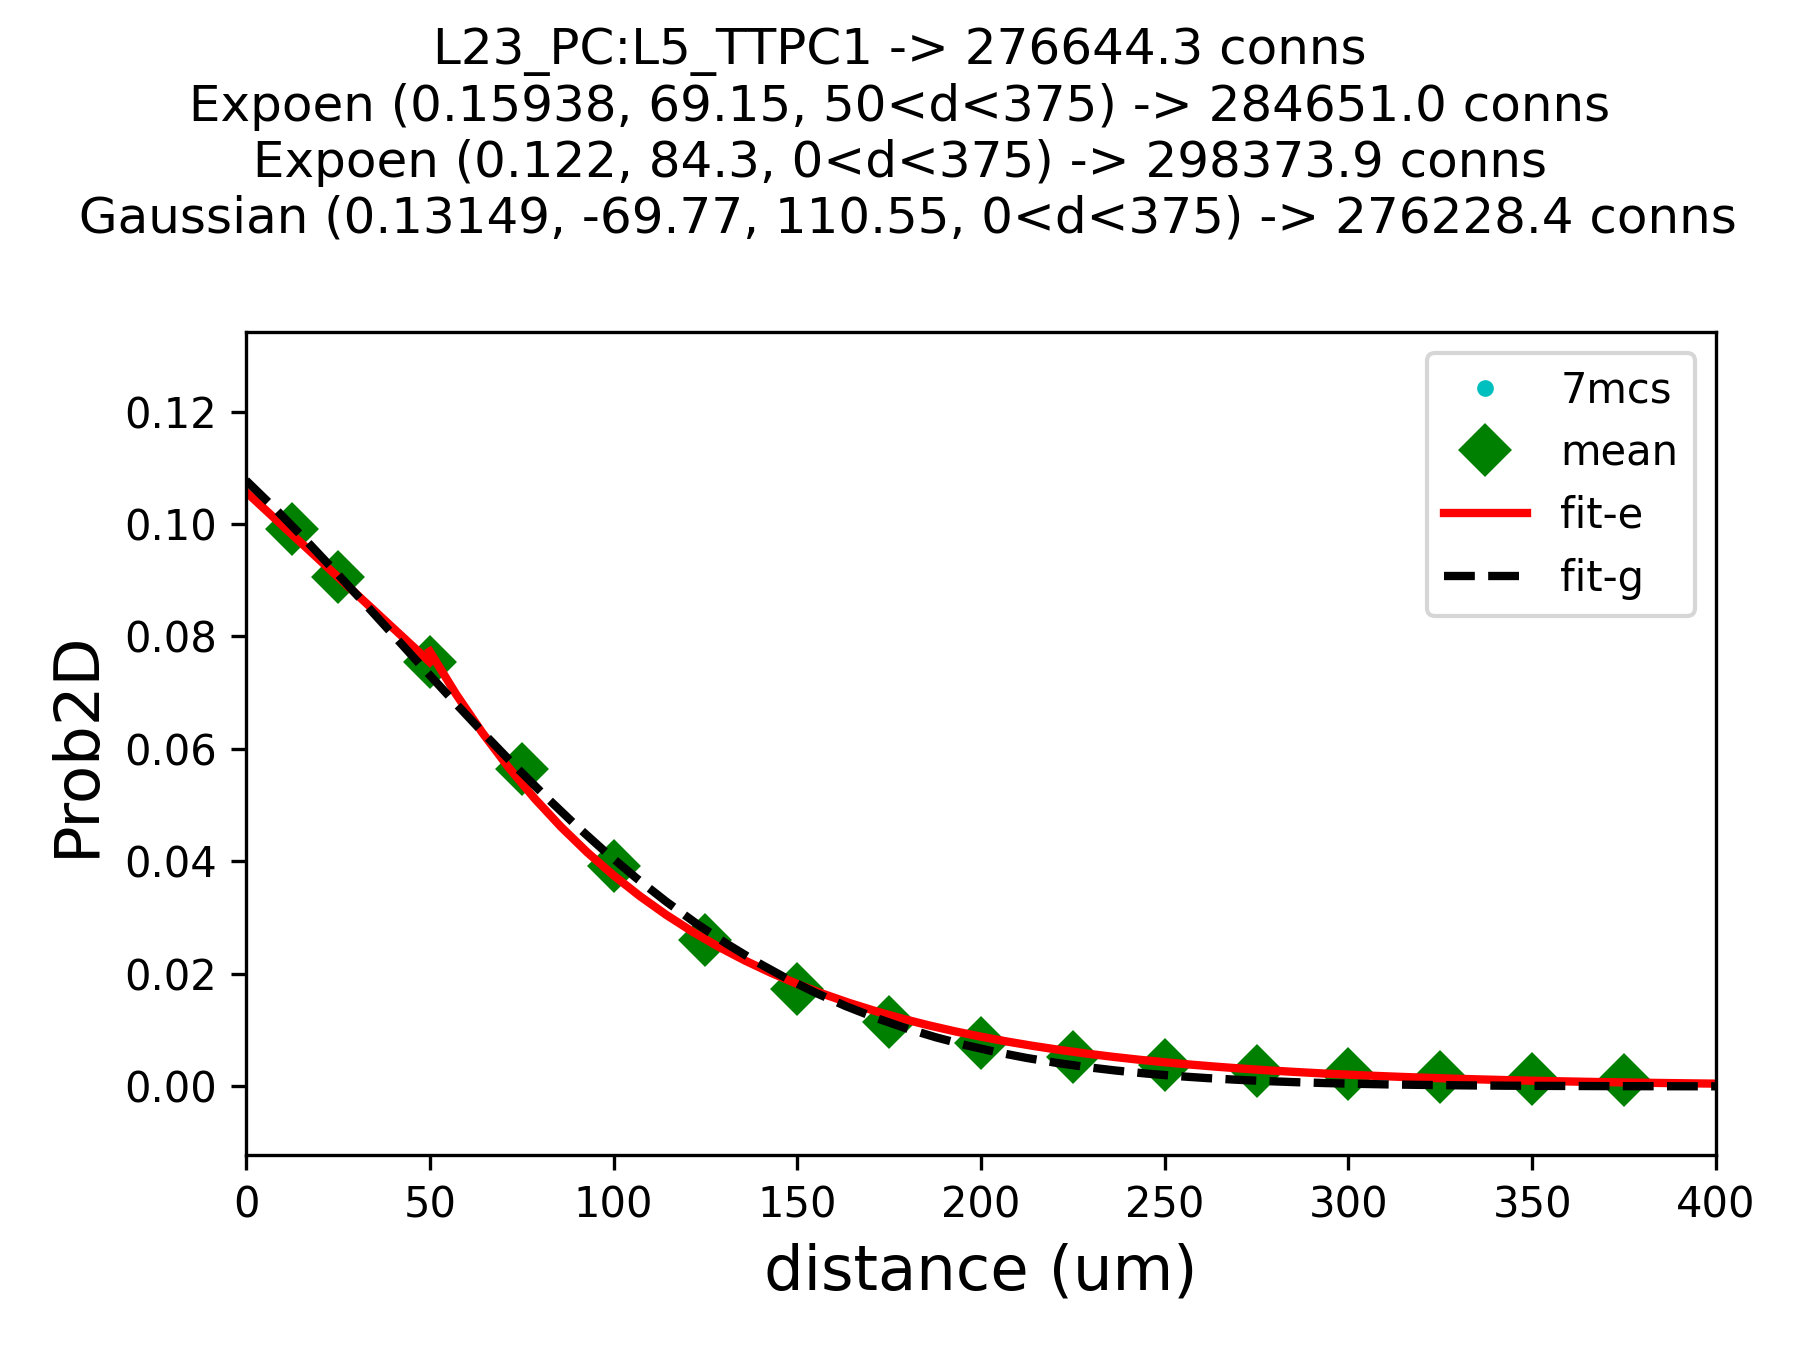 L23_PC:L5_TTPC1 -> 276644.3 conns
Expoen (0.15938, 69.15, 50<d<375) -> 284651.0 conns
Expoen (0.122, 84.3, 0<d<375) -> 298373.9 conns
Gaussian (0.13149, -69.77, 110.55, 0<d<375) -> 276228.4 conns
7mcs
mean
fit-e
fit-g
Prob2D
0.12
0.10
0.08
0.06
0.04
0.02
0.00
0 50 100 150 200 250 300 350 400
distance (um)